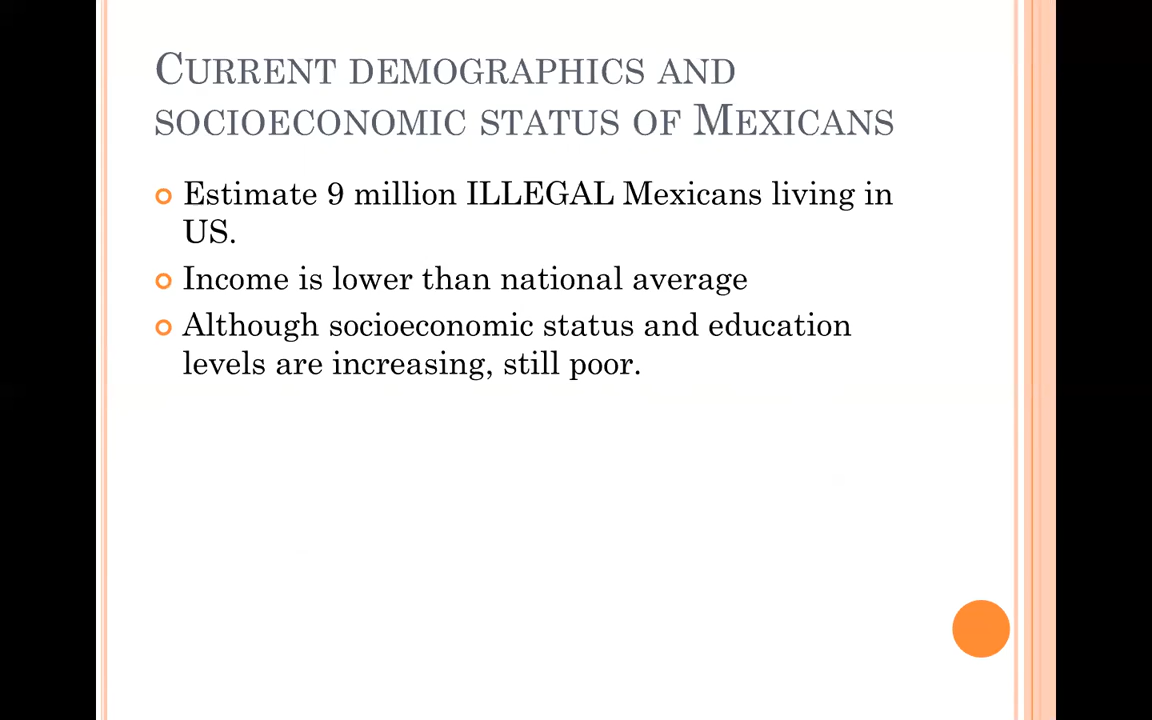 CURRENT DEMOGRAPHICS AND
SOCIOECONOMIC STATUS OF MEXICANS
Estimate 9 million ILLEGAL Mexicans living in
US.
Income is lower than national average
Although socioeconomic status and education
levels are increasing, still poor.